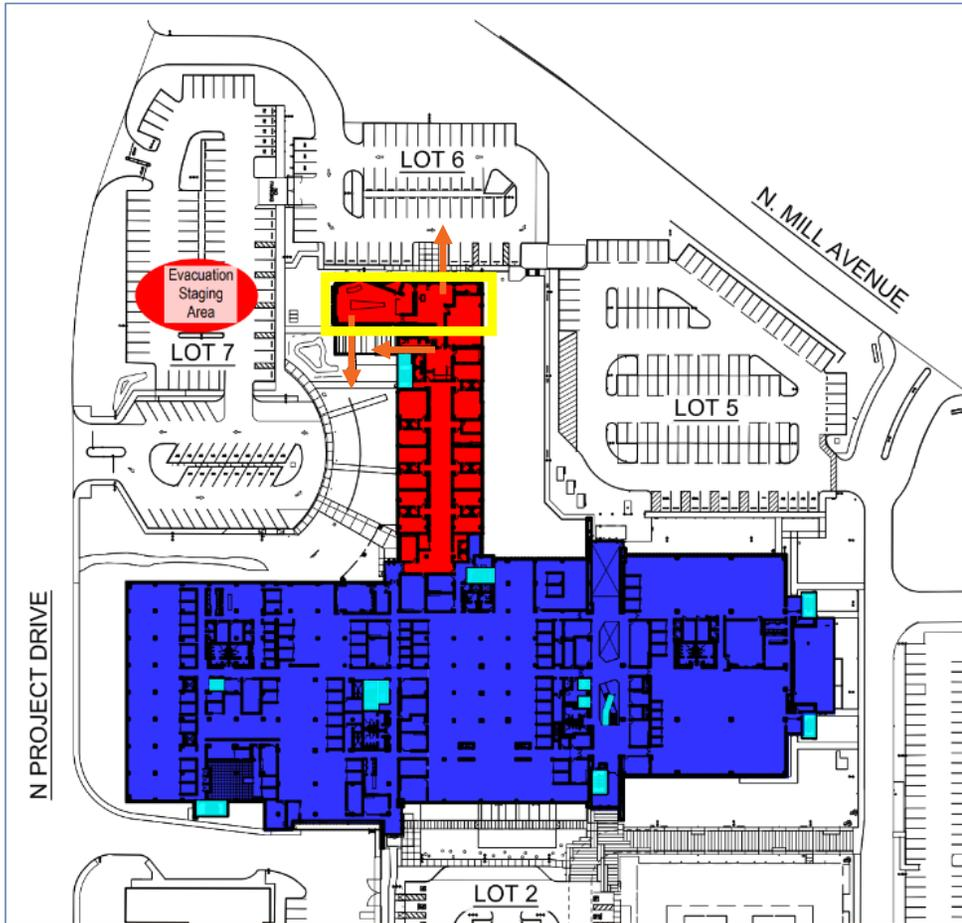 LOT 6
N. MILL AVENUE
Evacuation
Staging
Area
LOT 7
LOT 5
N PROJECT DRIVE
LOT 2